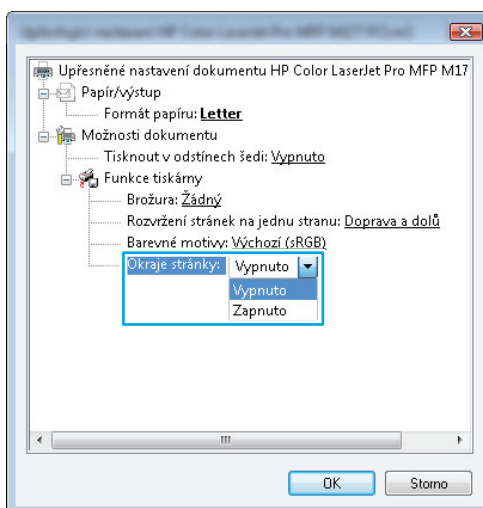 Upřesněné nastavení dokumentu HP Color LaserJet Pro MFP M17
Papír/výstup
Formát papíru: Letter
Možnosti dokumentu
Tisknout v odstínech šedi: Vypnuto
Funkce tiskárny
Brožura: Žádný
Rozvržení stránek na jednu stranu: Doprava a dolů
Barevné motivy: Výchozí (sRGB)
Okraje stránky: Vypnuto
Vypnuto
Zapnuto
OK Storno